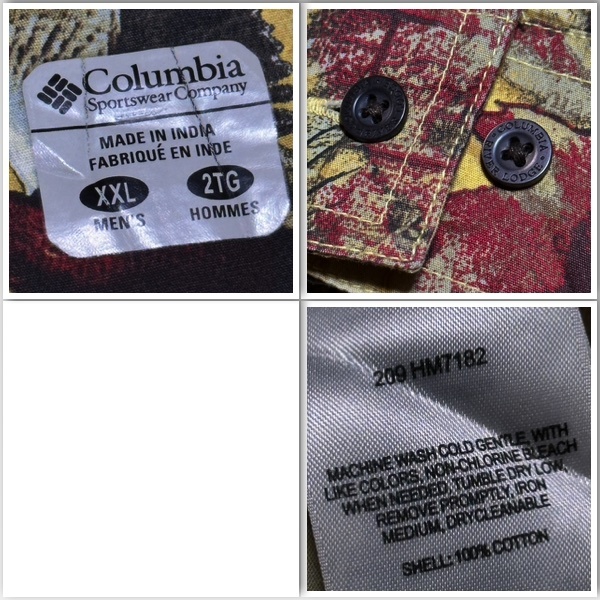 Columbia
Sportswear Company
MADE IN INDIA
FABRIQUÉ EN INDE
XXL 2TG
MEN'S HOMMES
COLUMBIA
RIVER LODGE
209 HM7182
MACHINE WASH COLD GENTLE, WITH
LIKE COLORS, NON-CHLORINE BLEACH
WHEN NEEDED, TUMBLE DRY LOW,
REMOVE PROMPTLY, IRON
MEDIUM, DRYCLEANABLE
SHELL: 100% COTTON